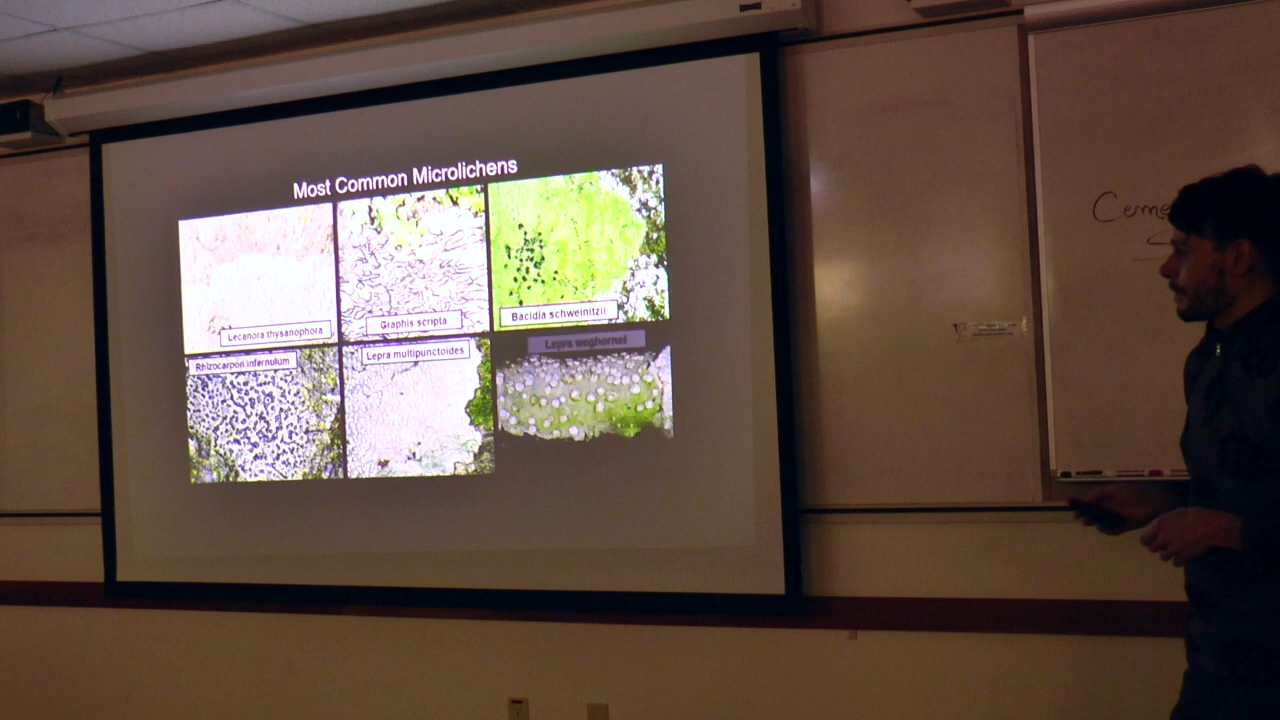 Most Common Microlichens
Lecanora thysanophora
Graphis scripta
Bacidia schweinitzii
Rhizocarpon infernulum
Lepra multipunctoides
Lepra waghornei